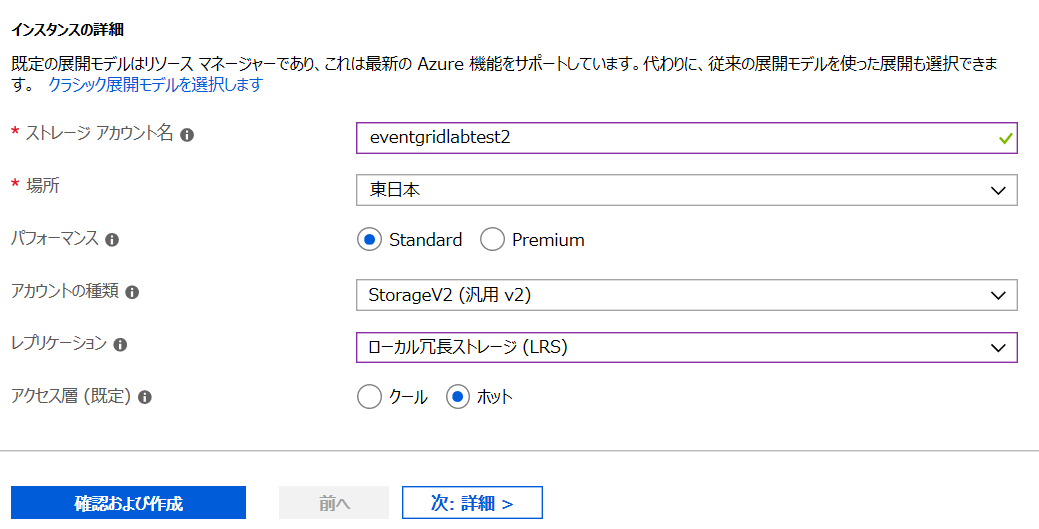 インスタンスの詳細
既定の展開モデルはリソース マネージャーであり、これは最新の Azure 機能をサポートしています。代わりに、従来の展開モデルを使った展開も選択できま
す。 クラシック展開モデルを選択します
* ストレージ アカウント名
eventgridlabtest2
* 場所
東日本
パフォーマンス
Standard Premium
アカウントの種類
StorageV2 (汎用 v2)
レプリケーション
ローカル冗長ストレージ (LRS)
アクセス層 (既定)
クール ホット
確認および作成 前へ 次: 詳細 >